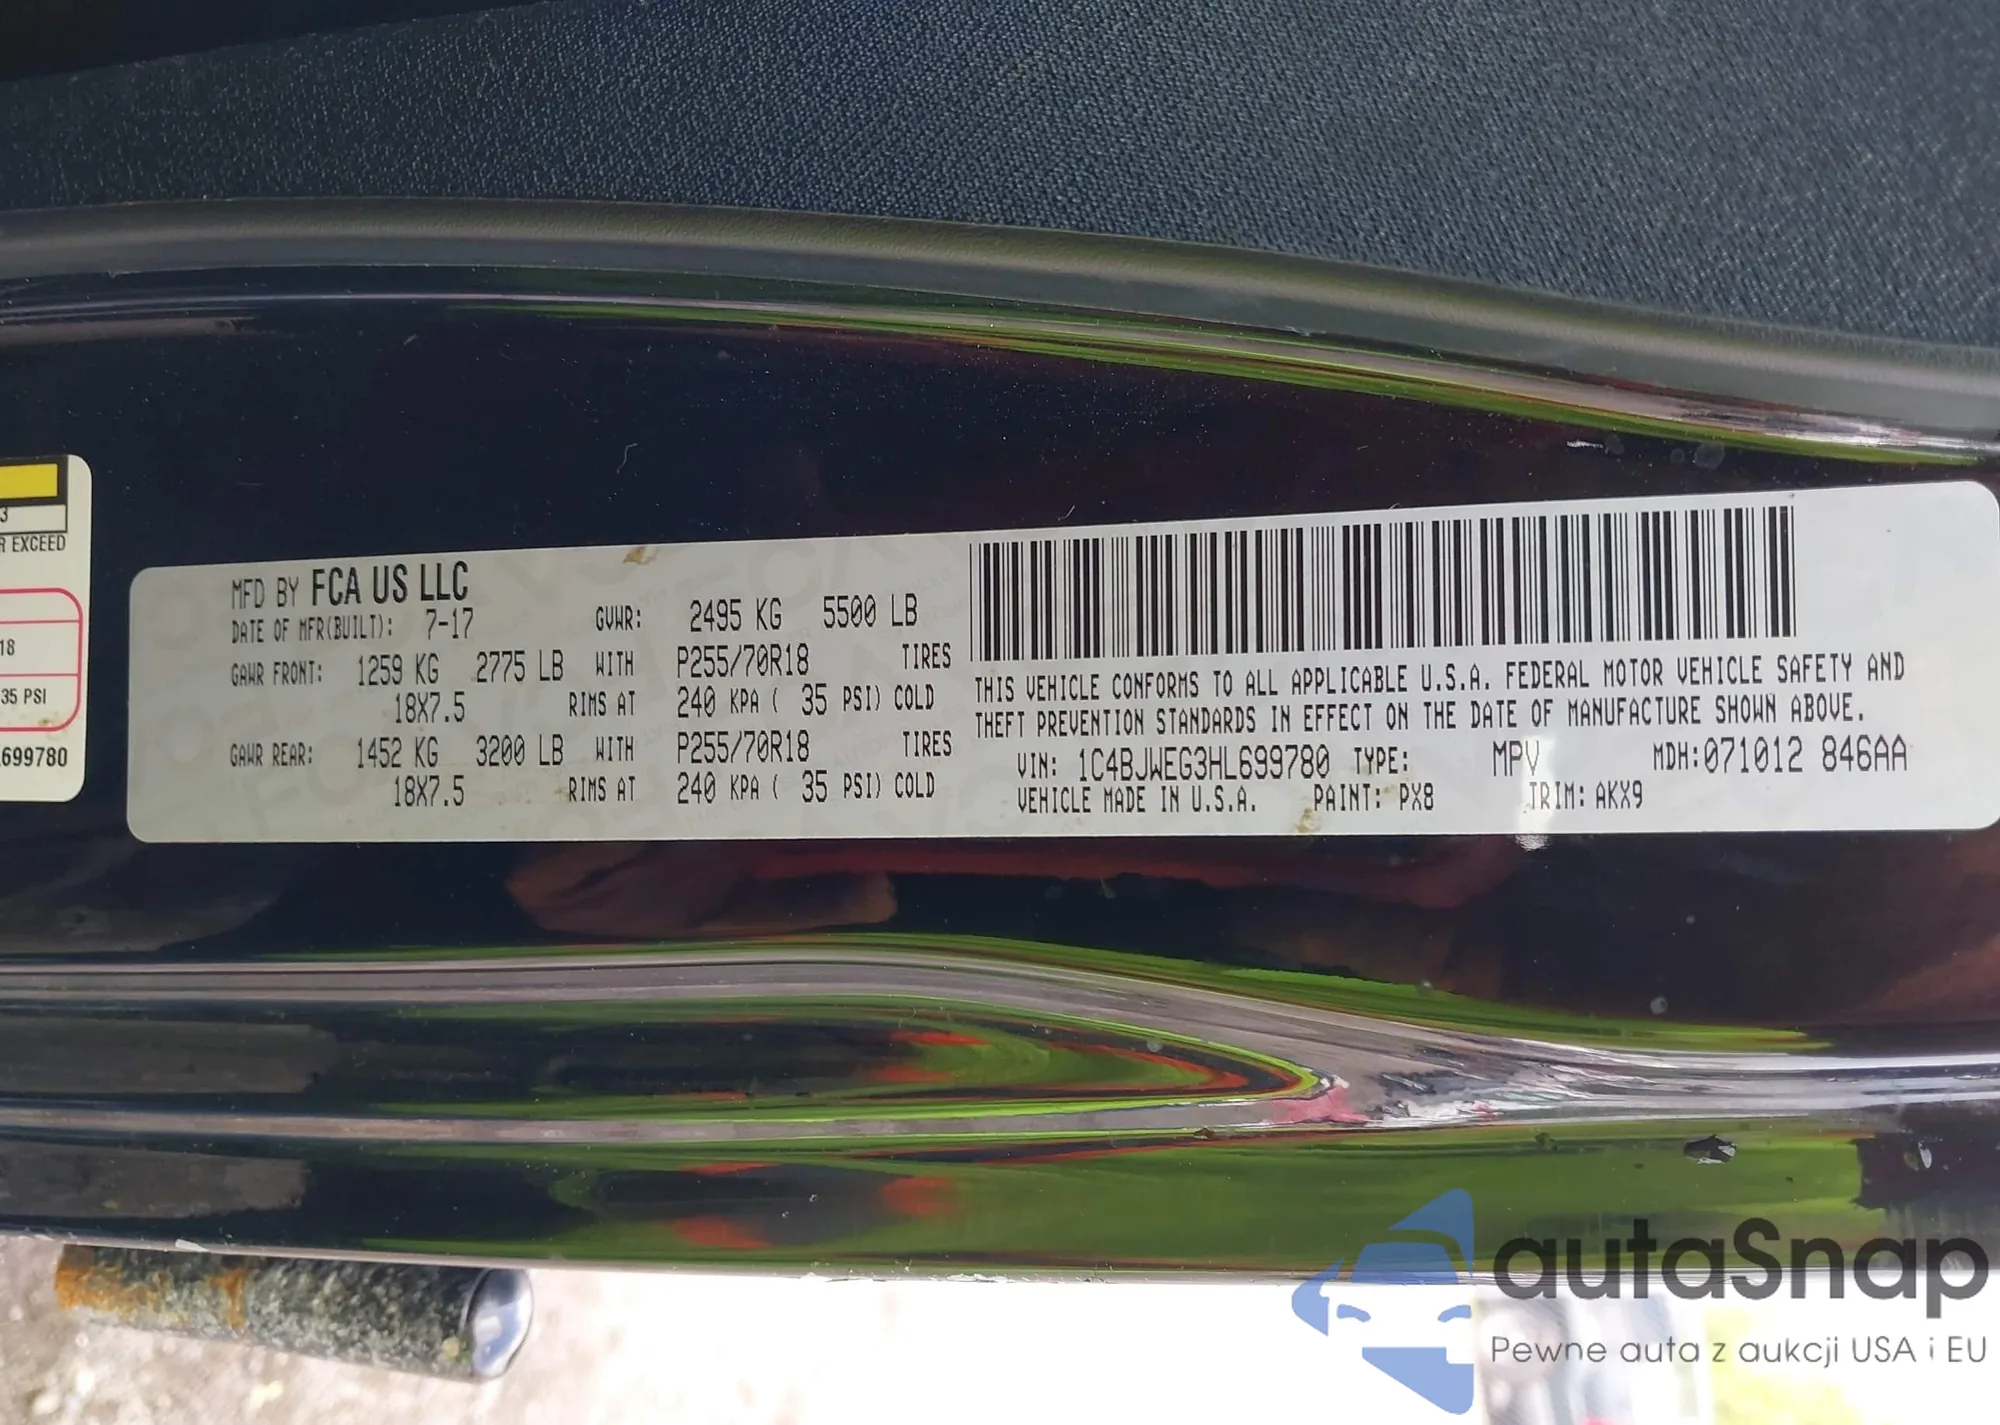 3
R EXCEED
18
35 PSI
699780
MFD BY FCA US LLC
DATE OF MFR(BUILT): 7-17 GVWR: 2495 KG 5500 LB
GAWR FRONT: 1259 KG 2775 LB WITH P255/70R18 TIRES
18X7.5 RIMS AT 240 KPA ( 35 PSI) COLD
GAWR REAR: 1452 KG 3200 LB WITH P255/70R18 TIRES
18X7.5 RIMS AT 240 KPA ( 35 PSI) COLD
THIS VEHICLE CONFORMS TO ALL APPLICABLE U.S.A. FEDERAL MOTOR VEHICLE SAFETY AND
THEFT PREVENTION STANDARDS IN EFFECT ON THE DATE OF MANUFACTURE SHOWN ABOVE.
VIN: 1C4BJWEG3HL699780 TYPE: MPV MDH:071012 846AA
VEHICLE MADE IN U.S.A. PAINT: PX8 TRIM: AKX9
autaSnap
Pewne auta z aukcji USA i EU